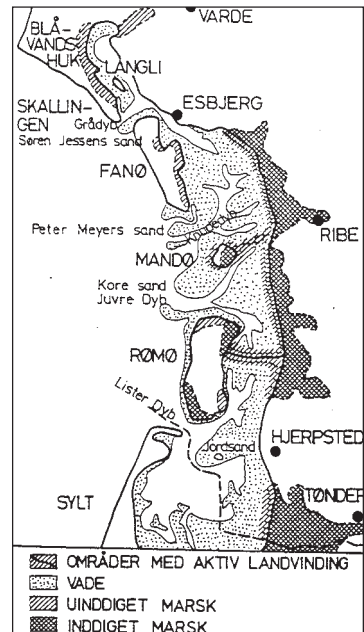 VARDE
BLÅ-
VANDS
HUK
LANGLI
SKALLIN-
GEN
Grådyb
ESBJERG
Søren Jessens sand
FANØ
Peter Meyers sand
RIBE
MANDØ
Kore sand
Juvre Dyb
RØMØ
Lister Dyb
Jordsand
HJERPSTED
SYLT
TØNDER
OMRÅDER MED AKTIV LANDVINDING
VADE
UINDDIGET MARSK
INDDIGET MARSK